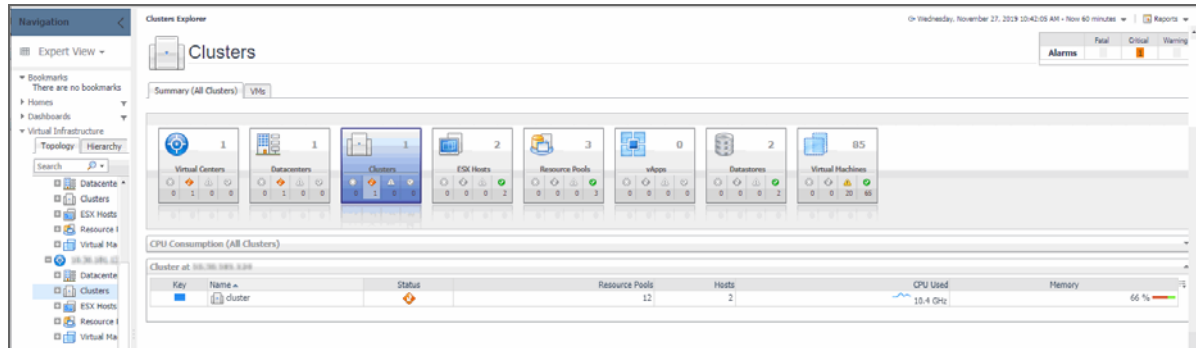 Navigation
Expert View
Bookmarks
There are no bookmarks
Homes
Dashboards
Virtual Infrastructure
Topology Hierarchy
Search
Datacente
Clusters
ESX Hosts
Resource
Virtual Ma
Datacente
Clusters
ESX Hosts
Resource
Virtual Ma
Clusters Explorer
Wednesday, November 27, 2019 10:42:05 AM - Now 60 minutes Reports
Clusters
Fatal Critical Warning
Alarms 1
Summary (All Clusters) VMs
1 1 1 2 3 0 2 85
Virtual Centers Datacenters Clusters ESX Hosts Resource Pools vApps Datastores Virtual Machines
0 1 0 0 0 1 0 0 0 1 0 0 0 0 0 2 0 0 0 3 0 0 0 0 0 0 0 2 0 0 20 65
CPU Consumption (All Clusters)
Cluster at
Key Name Status Resource Pools Hosts CPU Used Memory
cluster 12 2 10.4 GHz 66 %